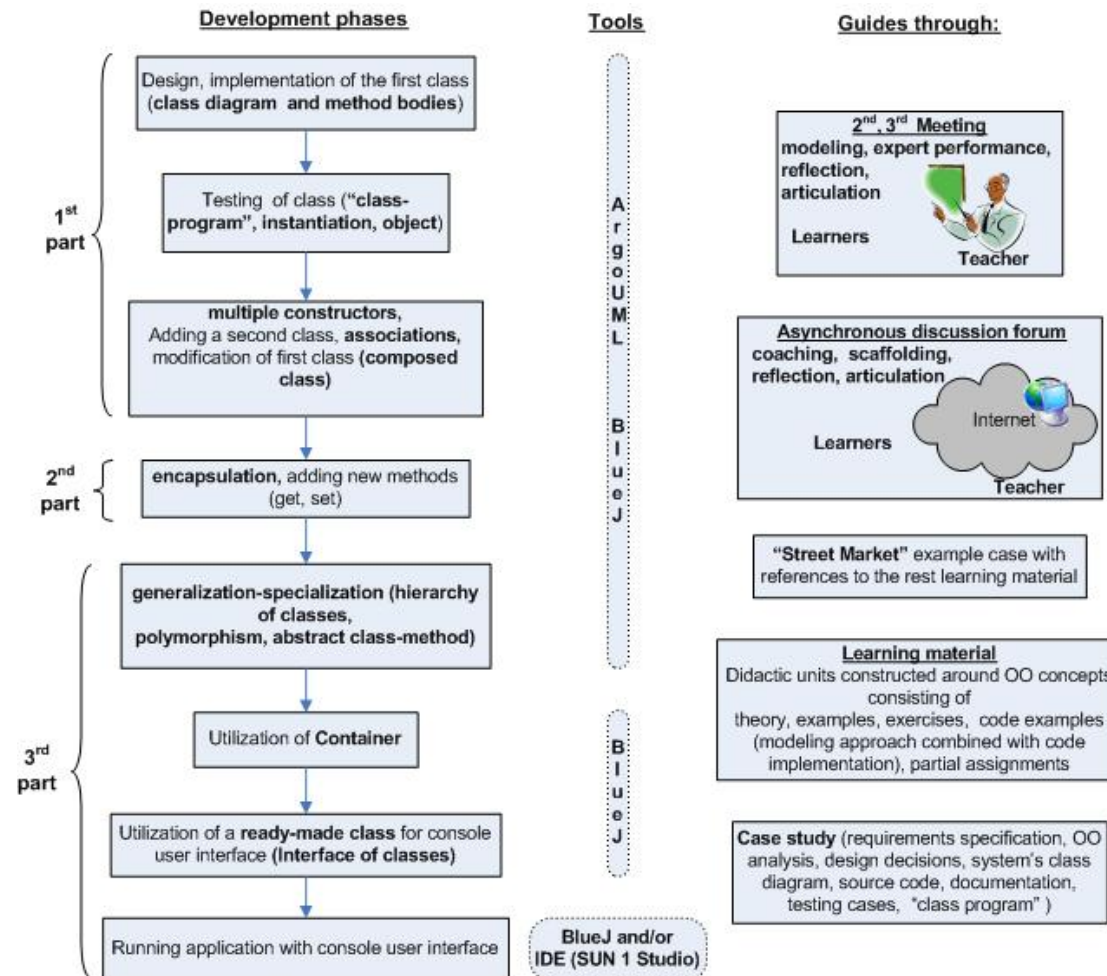 Development phases
Tools
Guides through:
1st
part
Design, implementation of the first class
(class diagram and method bodies)
Testing of class (“class-
program”, instantiation, object)
multiple constructors,
Adding a second class, associations,
modification of first class (composed
class)
2nd
part
encapsulation, adding new methods
(get, set)
3rd
part
generalization-specialization (hierarchy
of classes,
polymorphism, abstract class-method)
Utilization of Container
Utilization of a ready-made class for console
user interface (Interface of classes)
Running application with console user interface
ArgoUML
BlueJ
BlueJ
BlueJ and/or
IDE (SUN 1 Studio)
2nd, 3rd Meeting
modeling, expert performance,
reflection,
articulation
Learners
Teacher
Asynchronous discussion forum
coaching, scaffolding,
reflection, articulation
Internet
Learners
Teacher
“Street Market” example case with
references to the rest learning material
Learning material
Didactic units constructed around OO concepts
consisting of
theory, examples, exercises, code examples
(modeling approach combined with code
implementation), partial assignments
Case study (requirements specification, OO
analysis, design decisions, system’s class
diagram, source code, documentation,
testing cases, “class program” )